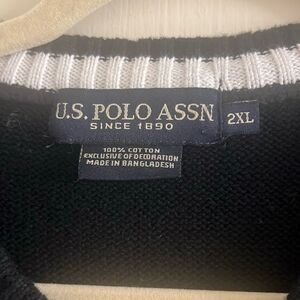 U.S. POLO ASSN
SINCE 1890
2XL
100% COTTON
EXCLUSIVE OF DECORATION
MADE IN BANGLADESH